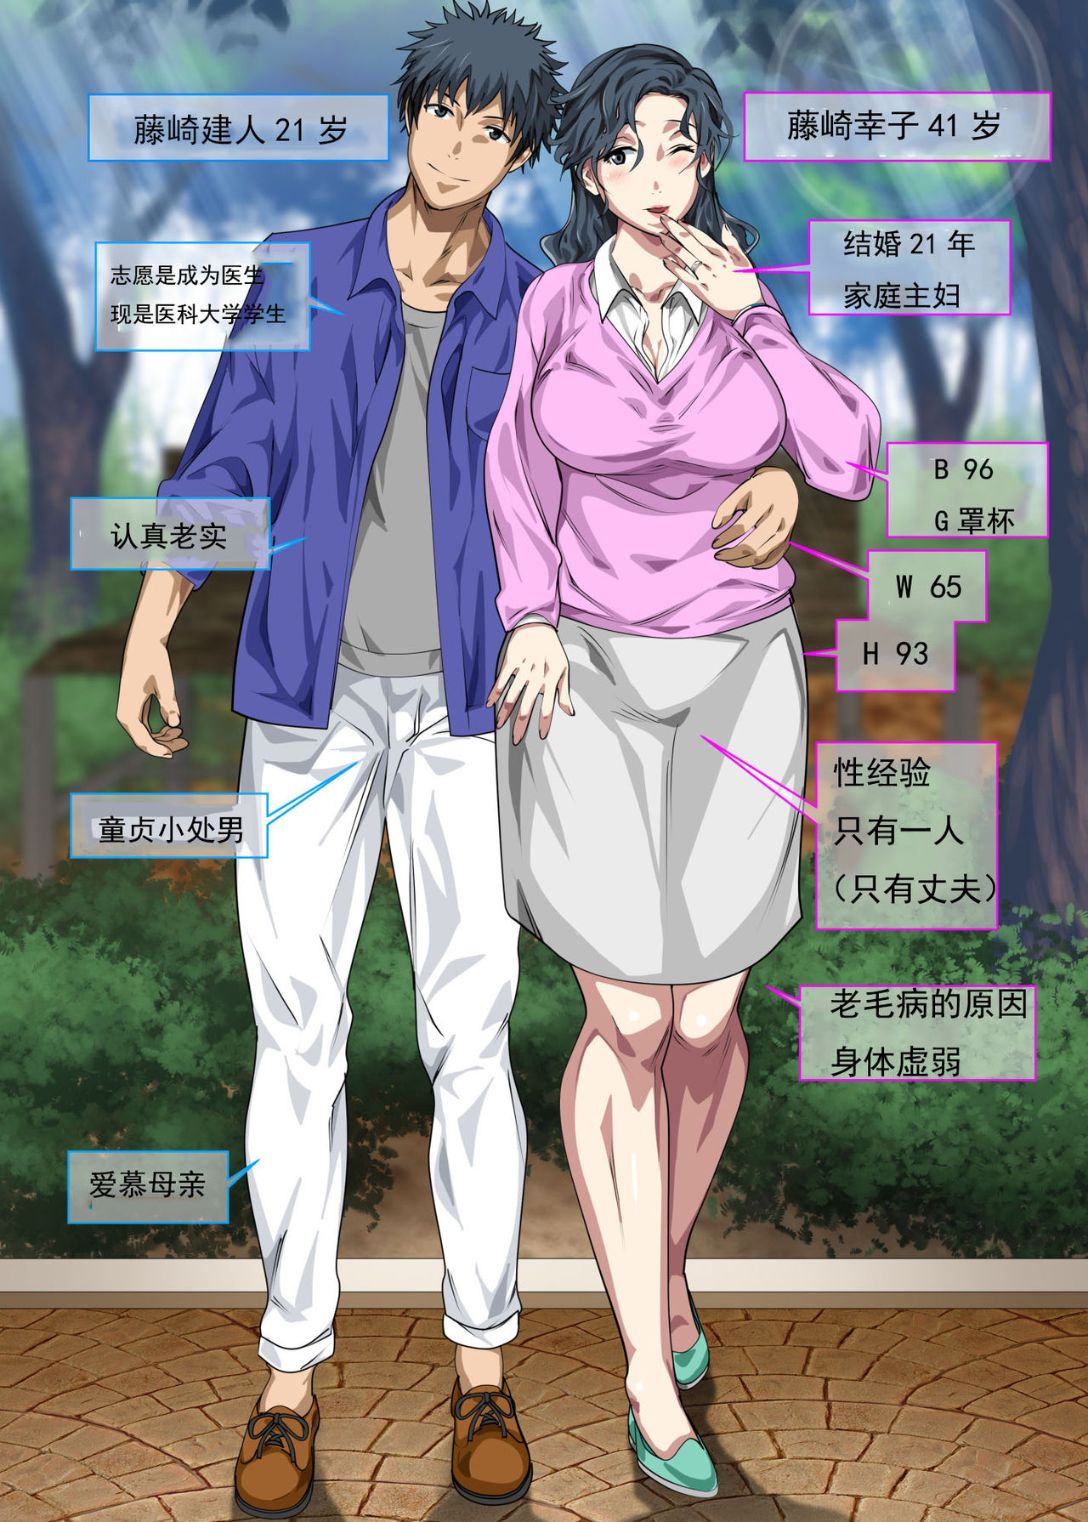 藤崎建人 21 岁
志愿是成为医生
现是医科大学学生
认真老实
童贞小处男
爱慕母亲
藤崎幸子 41 岁
结婚 21 年
家庭主妇
B 96
G 罩杯
W 65
H 93
性经验
只有一人
（只有丈夫）
老毛病的原因
身体虚弱